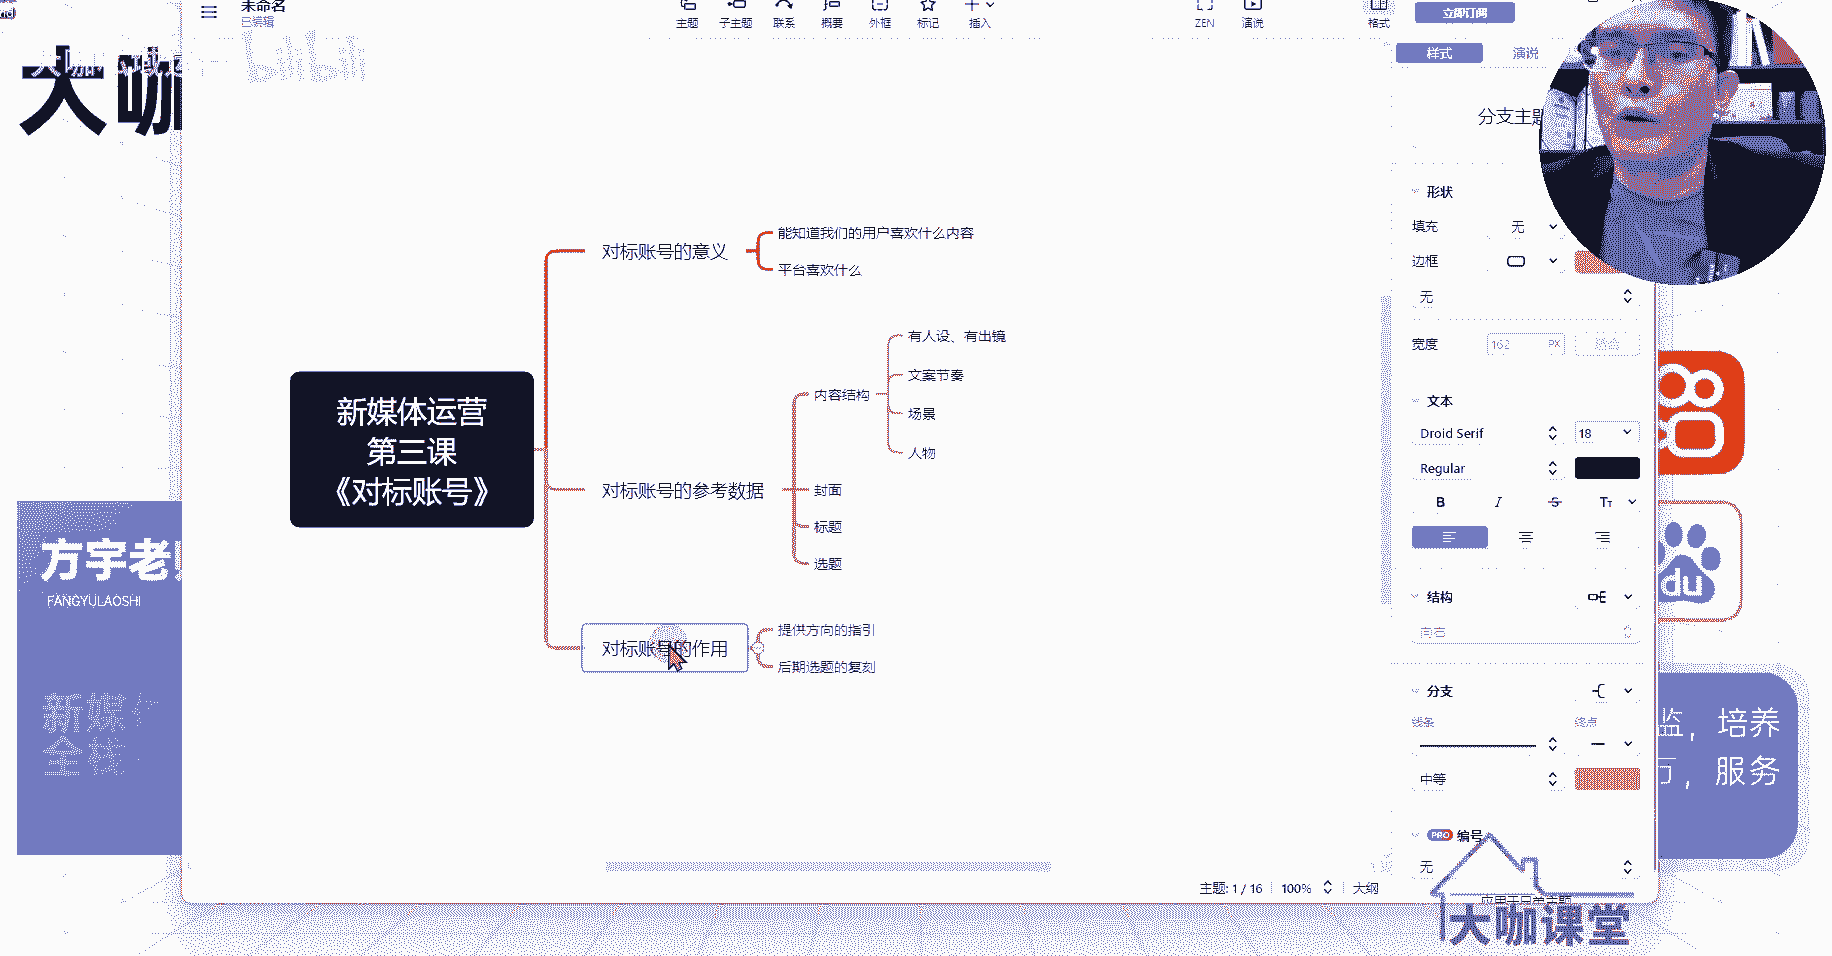 未命名
已编辑
主题
子主题
联系
概要
外框
标记
插入
ZEN
演说
格式
立即订阅
样式
演说
大咖
bilibili
分支主题
形状
填充
无
边框
无
宽度
162
PX
文本
Droid Serif
18
Regular
B
I
S
TT
结构
分支
线条
终点
中等
PRO
编号
无
新媒体运营
第三课
《对标账号》
对标账号的意义
能知道我们的用户喜欢什么内容
平台喜欢什么
对标账号的参考数据
内容结构
有人设、有出镜
文案节奏
场景
人物
封面
标题
选题
对标账号的作用
提供方向的指引
后期选题的复刻
方宇老
FANGYULAOSHI
新媒
全栈
du
监，培养
万，服务
主题: 1 / 16
100%
大纲
大咖课堂